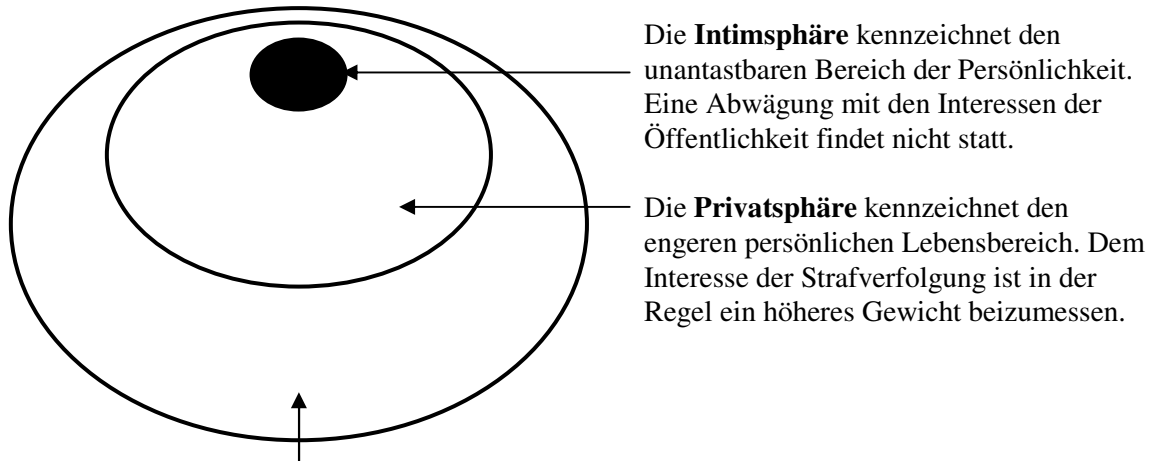 Die Intimsphäre kennzeichnet den
unantastbaren Bereich der Persönlichkeit.
Eine Abwägung mit den Interessen der
Öffentlichkeit findet nicht statt.
Die Privatsphäre kennzeichnet den
engeren persönlichen Lebensbereich. Dem
Interesse der Strafverfolgung ist in der
Regel ein höheres Gewicht beizumessen.